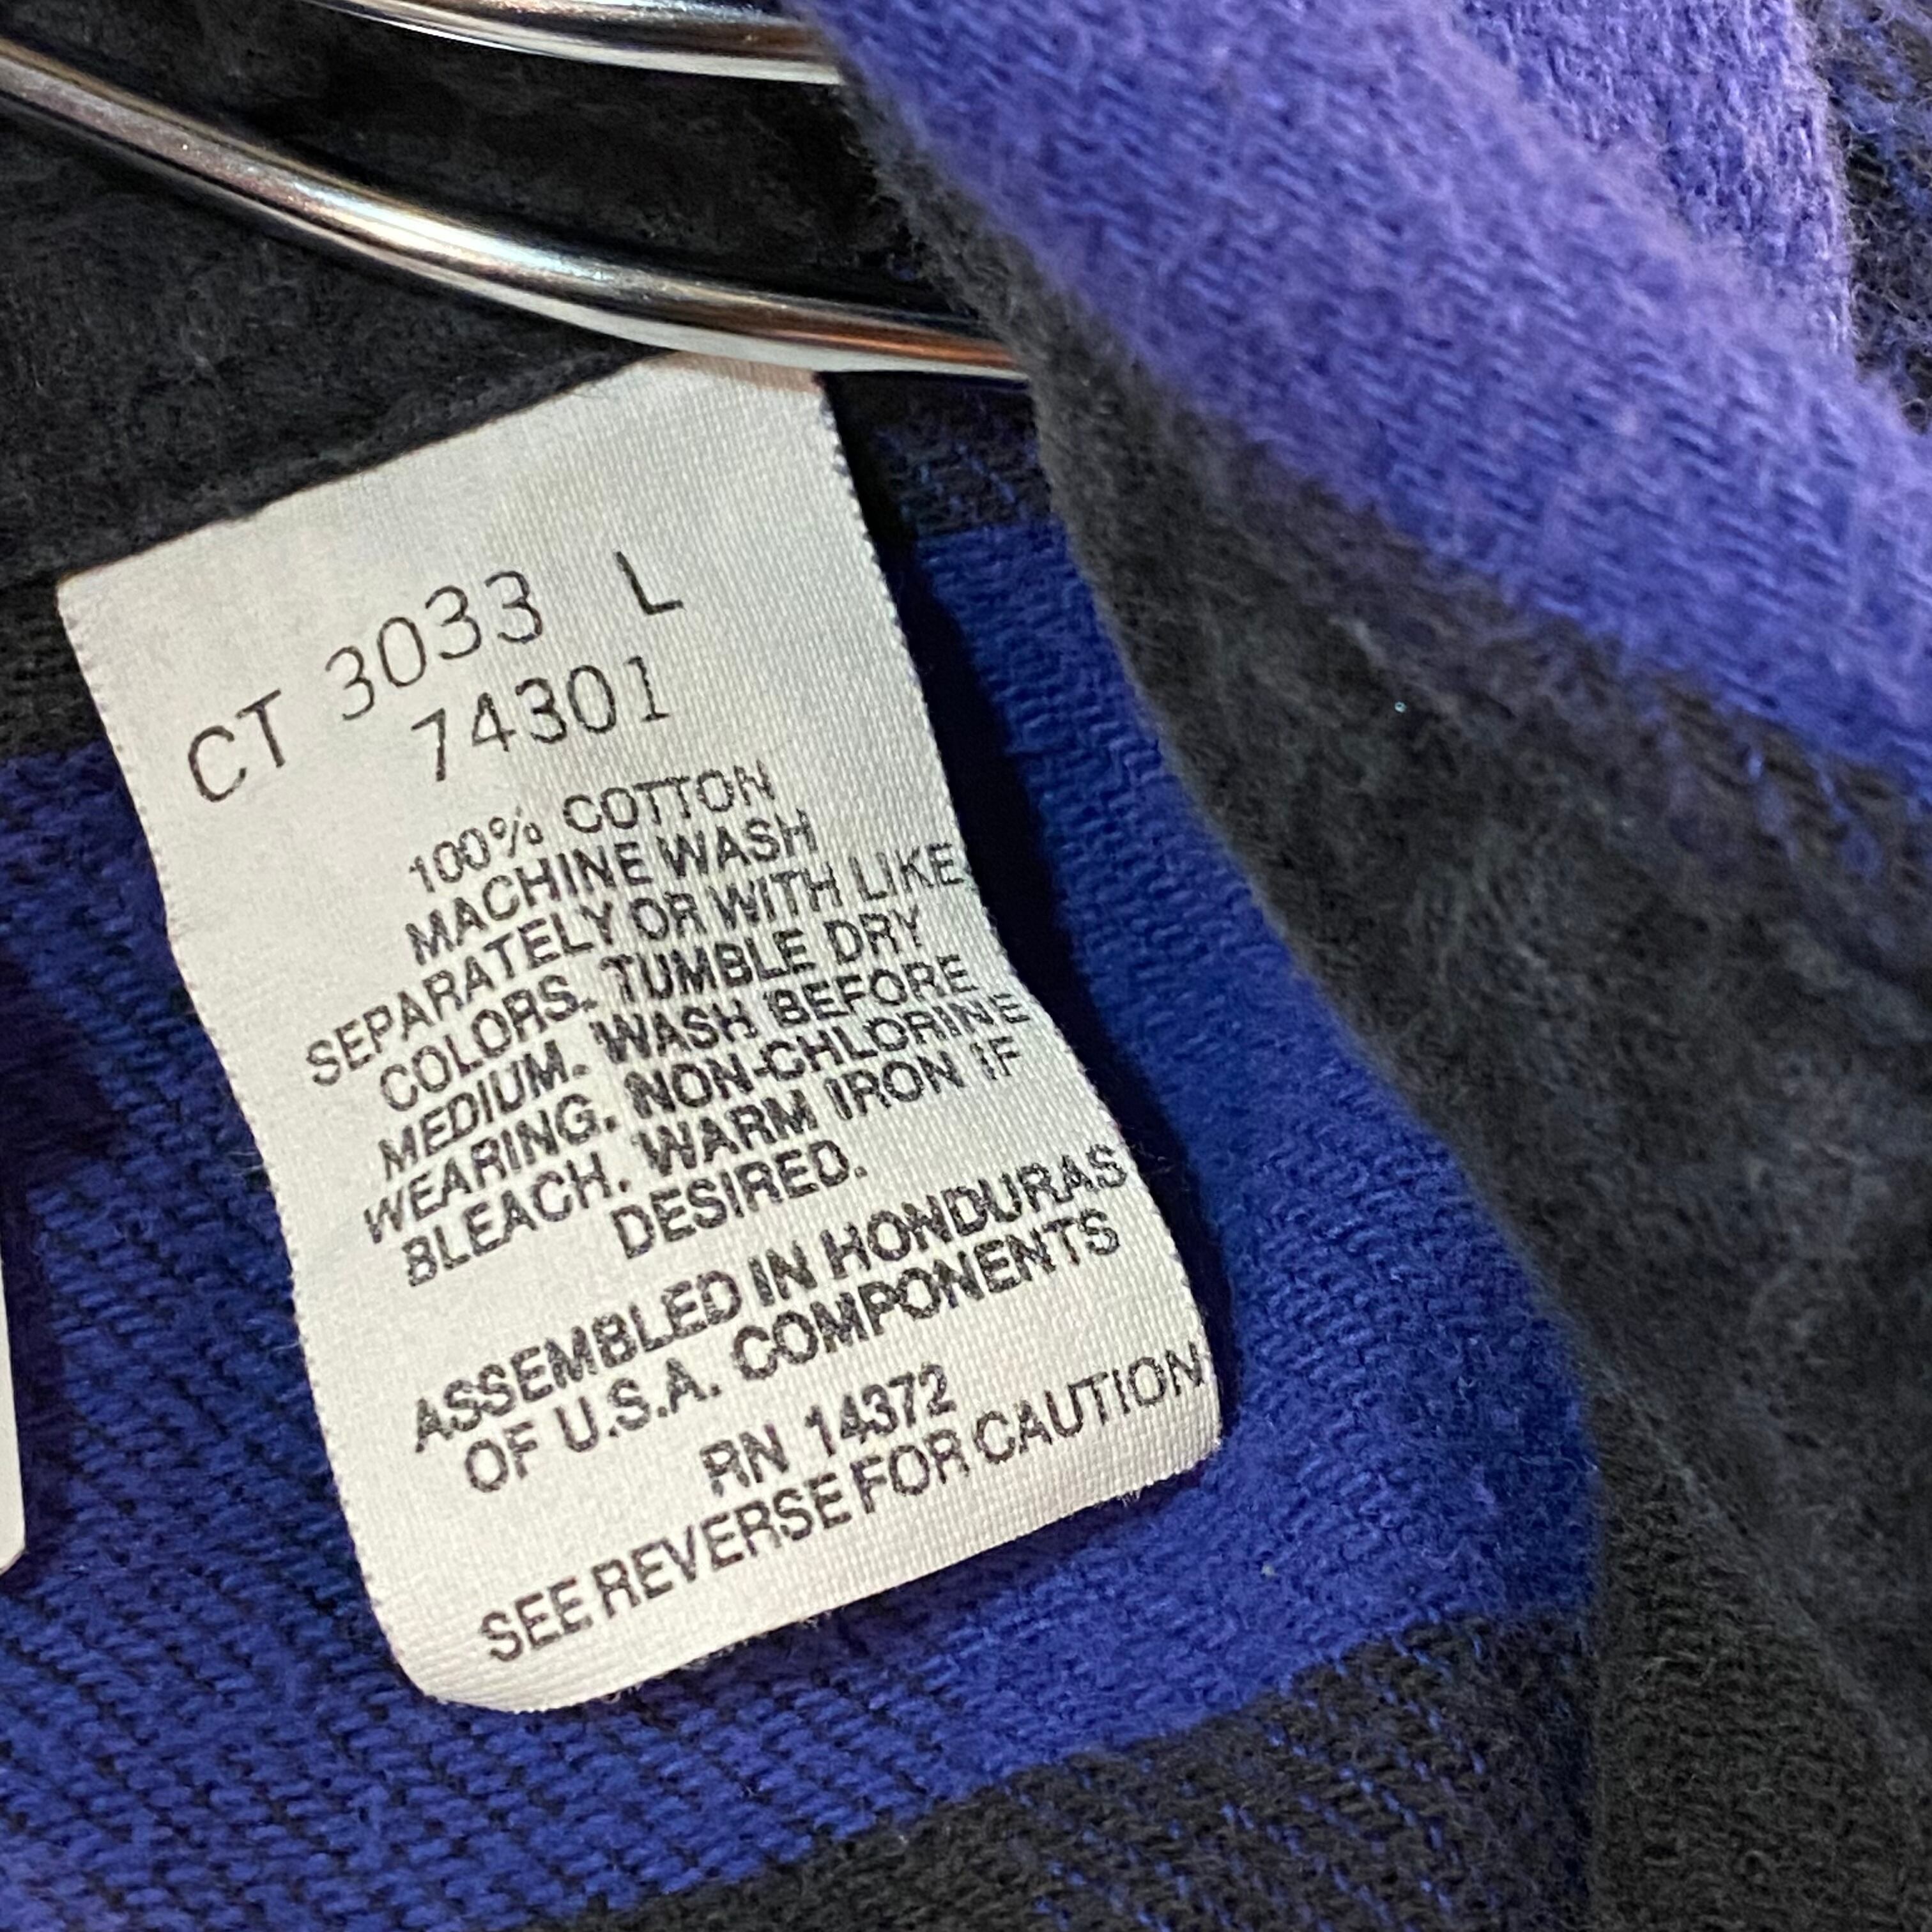 CT 3033 L
74301
100% COTTON
MACHINE WASH
SEPARATELY OR WITH LIKE
COLORS. TUMBLE DRY
MEDIUM. WASH BEFORE
WEARING. NON-CHLORINE
BLEACH. WARM IRON IF
DESIRED.
ASSEMBLED IN HONDURAS
OF U.S.A. COMPONENTS
RN 14372
SEE REVERSE FOR CAUTION